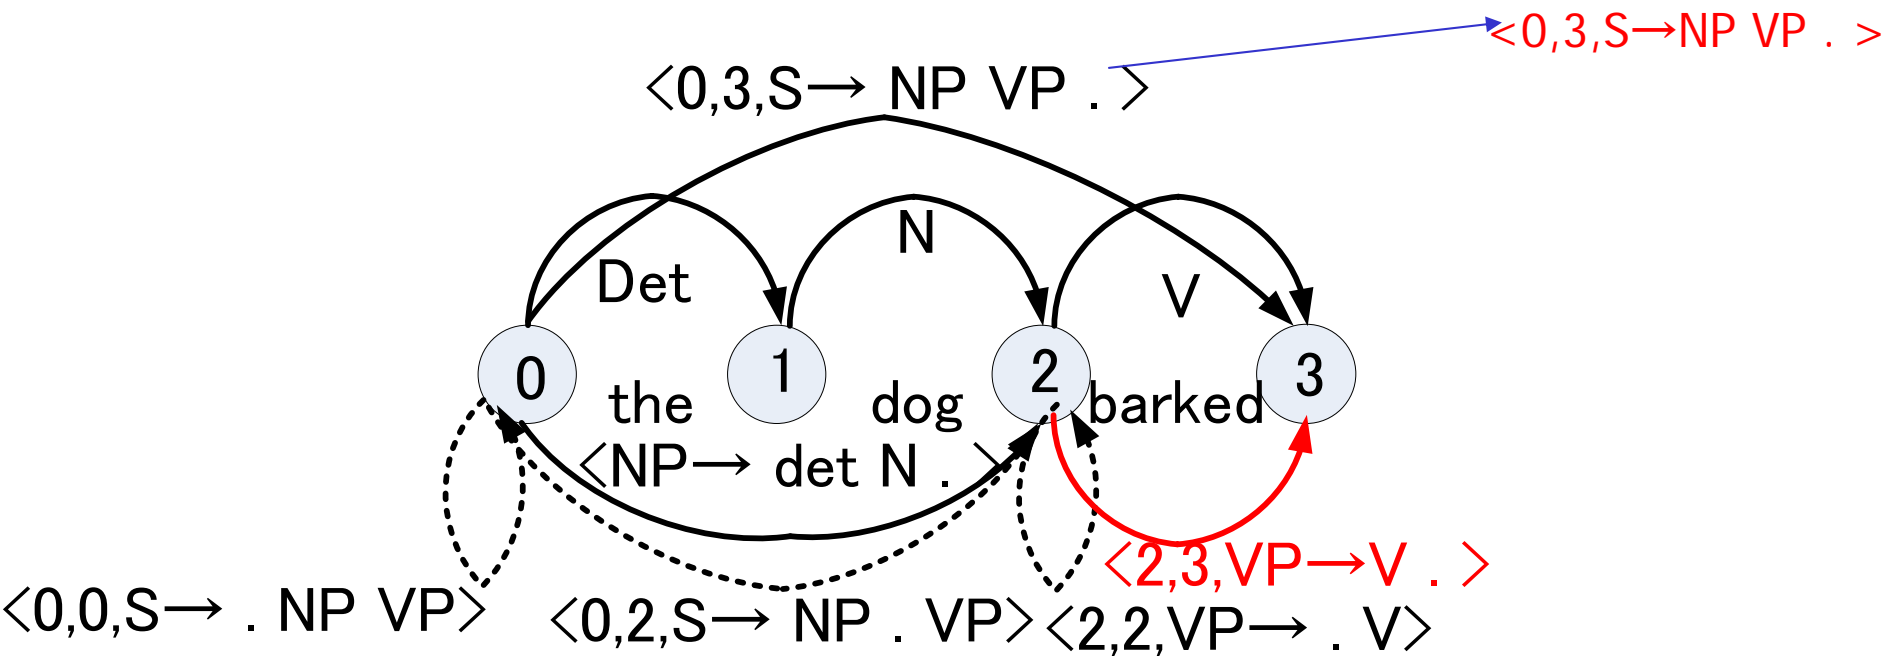 <0,3,S→NP VP . >
<0,3,S→ NP VP . >
N
Det
V
0
1
2
3
the
dog
barked
<NP→ det N . >
<2,3,VP→V . >
<0,0,S→ . NP VP>
<0,2,S→ NP . VP>
<2,2,VP→ . V>